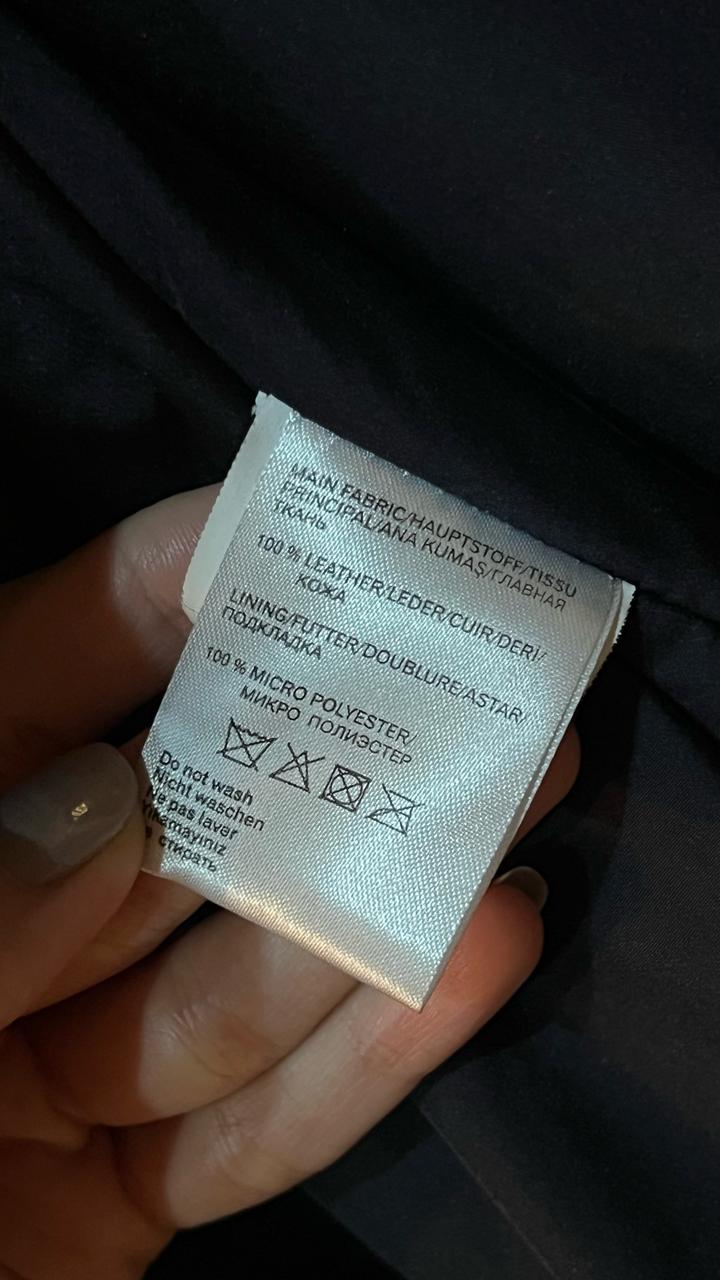 MAIN FABRIC/HAUPTSTOFF/TISSU
PRINCIPAL/ANA KUMAŞ/ГЛАВНАЯ
ТКАНЬ
100 % LEATHER/LEDER/CUIR/DERİ/
КОЖА
LINING/FUTTER/DOUBLURE/ASTAR/
ПОДКЛАДКА
100 % MICRO POLYESTER/
МИКРО ПОЛИЭСТЕР
Do not wash
Nicht waschen
Ne pas laver
Yıkamayınız
стирать